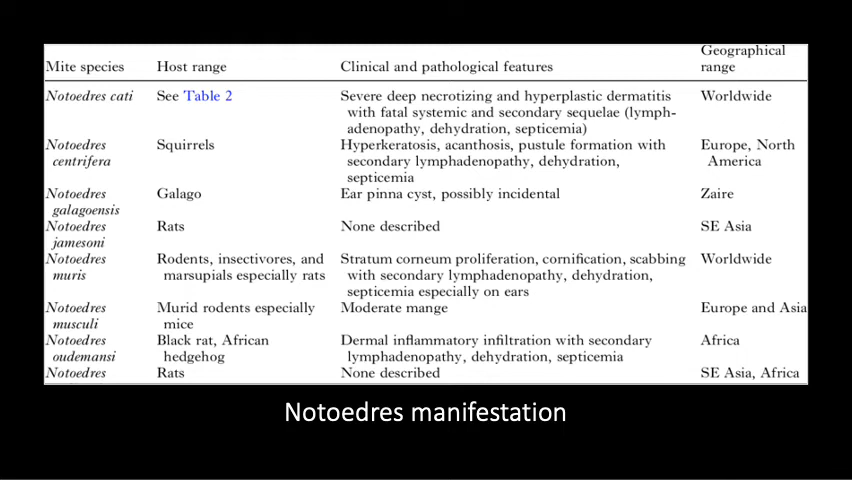 Geographical
Mite species Host range Clinical and pathological features range
Notoedres cati See Table 2 Severe deep necrotizing and hyperplastic dermatitis Worldwide
with fatal systemic and secondary sequelae (lymph-
adenopathy, dehydration, septicemia)
Notoedres Squirrels Hyperkeratosis, acanthosis, pustule formation with Europe, North
centrifera secondary lymphadenopathy, dehydration, America
septicemia
Notoedres Galago Ear pinna cyst, possibly incidental Zaire
galagoensis
Notoedres Rats None described SE Asia
jamesoni
Notoedres Rodents, insectivores, and Stratum corneum proliferation, cornification, scabbing Worldwide
muris marsupials especially rats with secondary lymphadenopathy, dehydration,
septicemia especially on ears
Notoedres Murid rodents especially Moderate mange Europe and Asia
musculi mice
Notoedres Black rat, African Dermal inflammatory infiltration with secondary Africa
oudemansi hedgehog lymphadenopathy, dehydration, septicemia
Notoedres Rats None described SE Asia, Africa
Notoedres manifestation